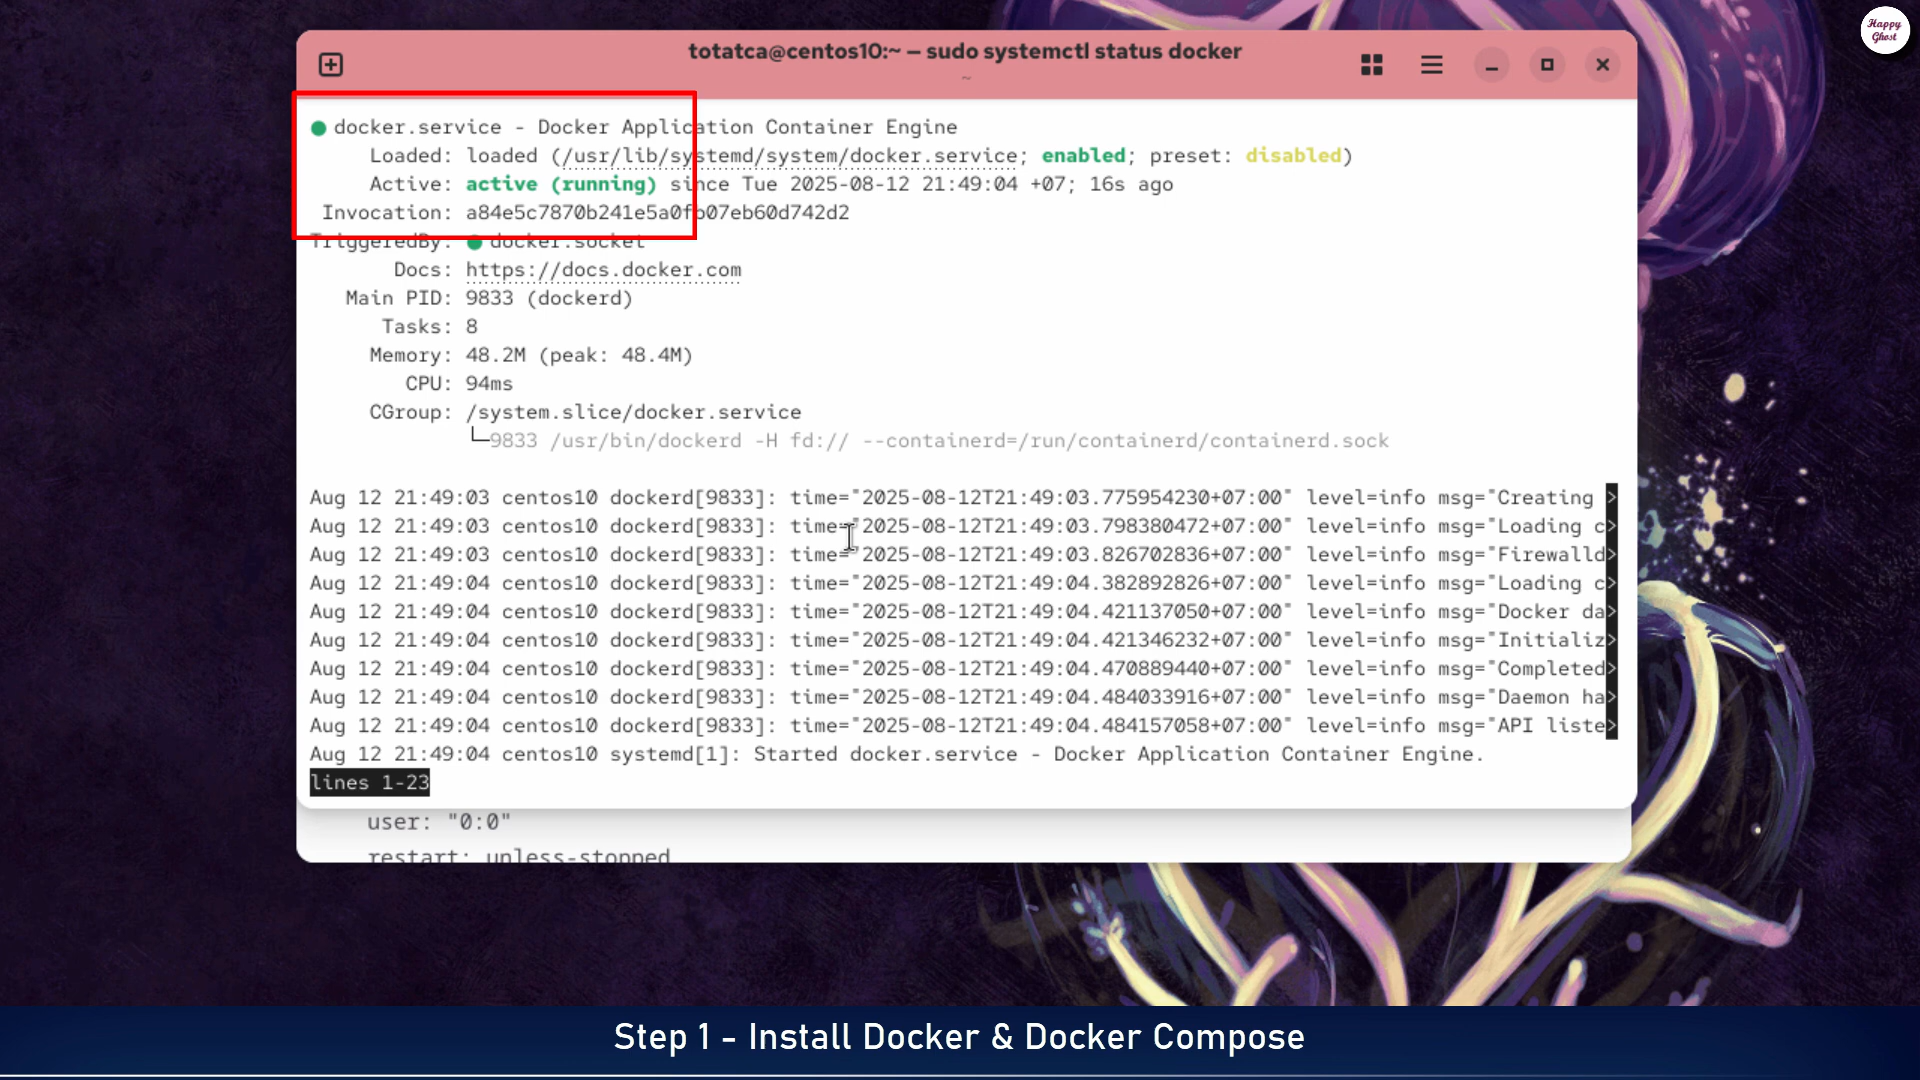 Happy
Ghost
totatca@centos10:~ — sudo systemctl status docker
~
● docker.service - Docker Application Container Engine
Loaded: loaded (/usr/lib/systemd/system/docker.service; enabled; preset: disabled)
Active: active (running) since Tue 2025-08-12 21:49:04 +07; 16s ago
Invocation: a84e5c7870b241e5a0fb07eb60d742d2
TriggeredBy: ● docker.socket
Docs: https://docs.docker.com
Main PID: 9833 (dockerd)
Tasks: 8
Memory: 48.2M (peak: 48.4M)
CPU: 94ms
CGroup: /system.slice/docker.service
└─9833 /usr/bin/dockerd -H fd:// --containerd=/run/containerd/containerd.sock
Aug 12 21:49:03 centos10 dockerd[9833]: time="2025-08-12T21:49:03.775954230+07:00" level=info msg="Creating >
Aug 12 21:49:03 centos10 dockerd[9833]: time="2025-08-12T21:49:03.798380472+07:00" level=info msg="Loading c>
Aug 12 21:49:03 centos10 dockerd[9833]: time="2025-08-12T21:49:03.826702836+07:00" level=info msg="Firewalld>
Aug 12 21:49:04 centos10 dockerd[9833]: time="2025-08-12T21:49:04.382892826+07:00" level=info msg="Loading c>
Aug 12 21:49:04 centos10 dockerd[9833]: time="2025-08-12T21:49:04.421137050+07:00" level=info msg="Docker da>
Aug 12 21:49:04 centos10 dockerd[9833]: time="2025-08-12T21:49:04.421346232+07:00" level=info msg="Initializ>
Aug 12 21:49:04 centos10 dockerd[9833]: time="2025-08-12T21:49:04.470889440+07:00" level=info msg="Completed>
Aug 12 21:49:04 centos10 dockerd[9833]: time="2025-08-12T21:49:04.484033916+07:00" level=info msg="Daemon ha>
Aug 12 21:49:04 centos10 dockerd[9833]: time="2025-08-12T21:49:04.484157058+07:00" level=info msg="API liste>
Aug 12 21:49:04 centos10 systemd[1]: Started docker.service - Docker Application Container Engine.
lines 1-23
user: "0:0"
restart: unless-stopped
Step 1 - Install Docker & Docker Compose